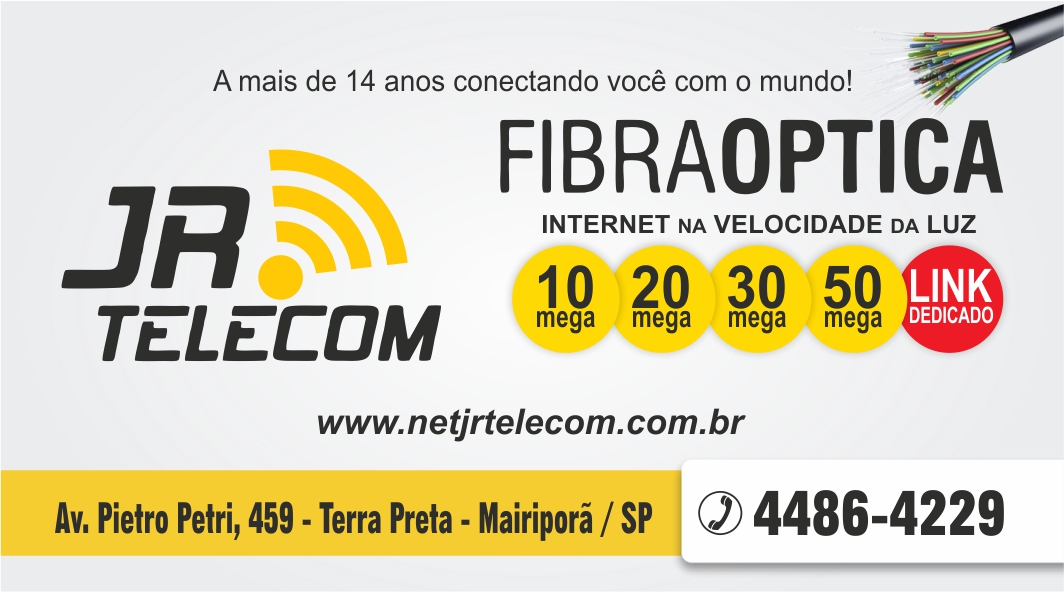 A mais de 14 anos conectando você com o mundo!
FIBRAOPTICA
INTERNET NA VELOCIDADE DA LUZ
JR
TELECOM
10 mega
20 mega
30 mega
50 mega
LINK DEDICADO
www.netjrtelecom.com.br
Av. Pietro Petri, 459 - Terra Preta - Mairiporã / SP
4486-4229